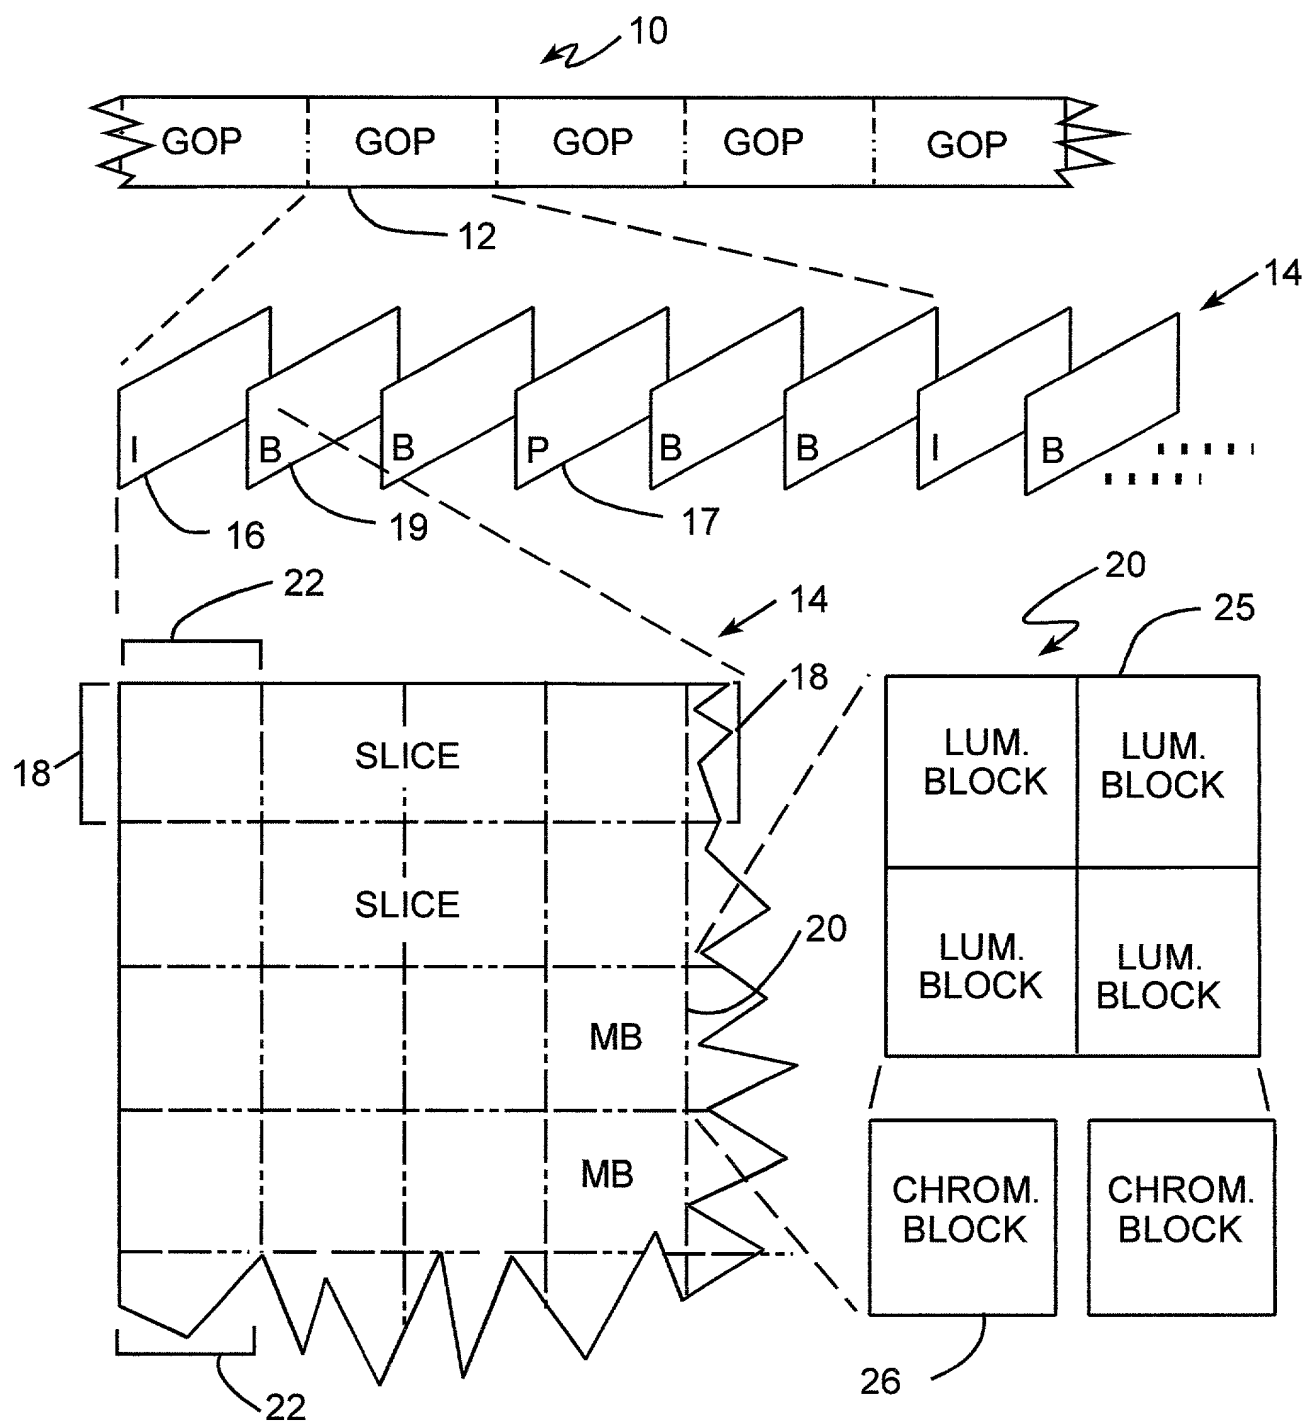 10
GOP GOP GOP GOP GOP
12
14
I B B P B B I B
16 19 17
22
14
20
25
18
18
SLICE
SLICE
20
MB
MB
22
LUM.
BLOCK
LUM.
BLOCK
LUM.
BLOCK
LUM.
BLOCK
CHROM.
BLOCK
CHROM.
BLOCK
26